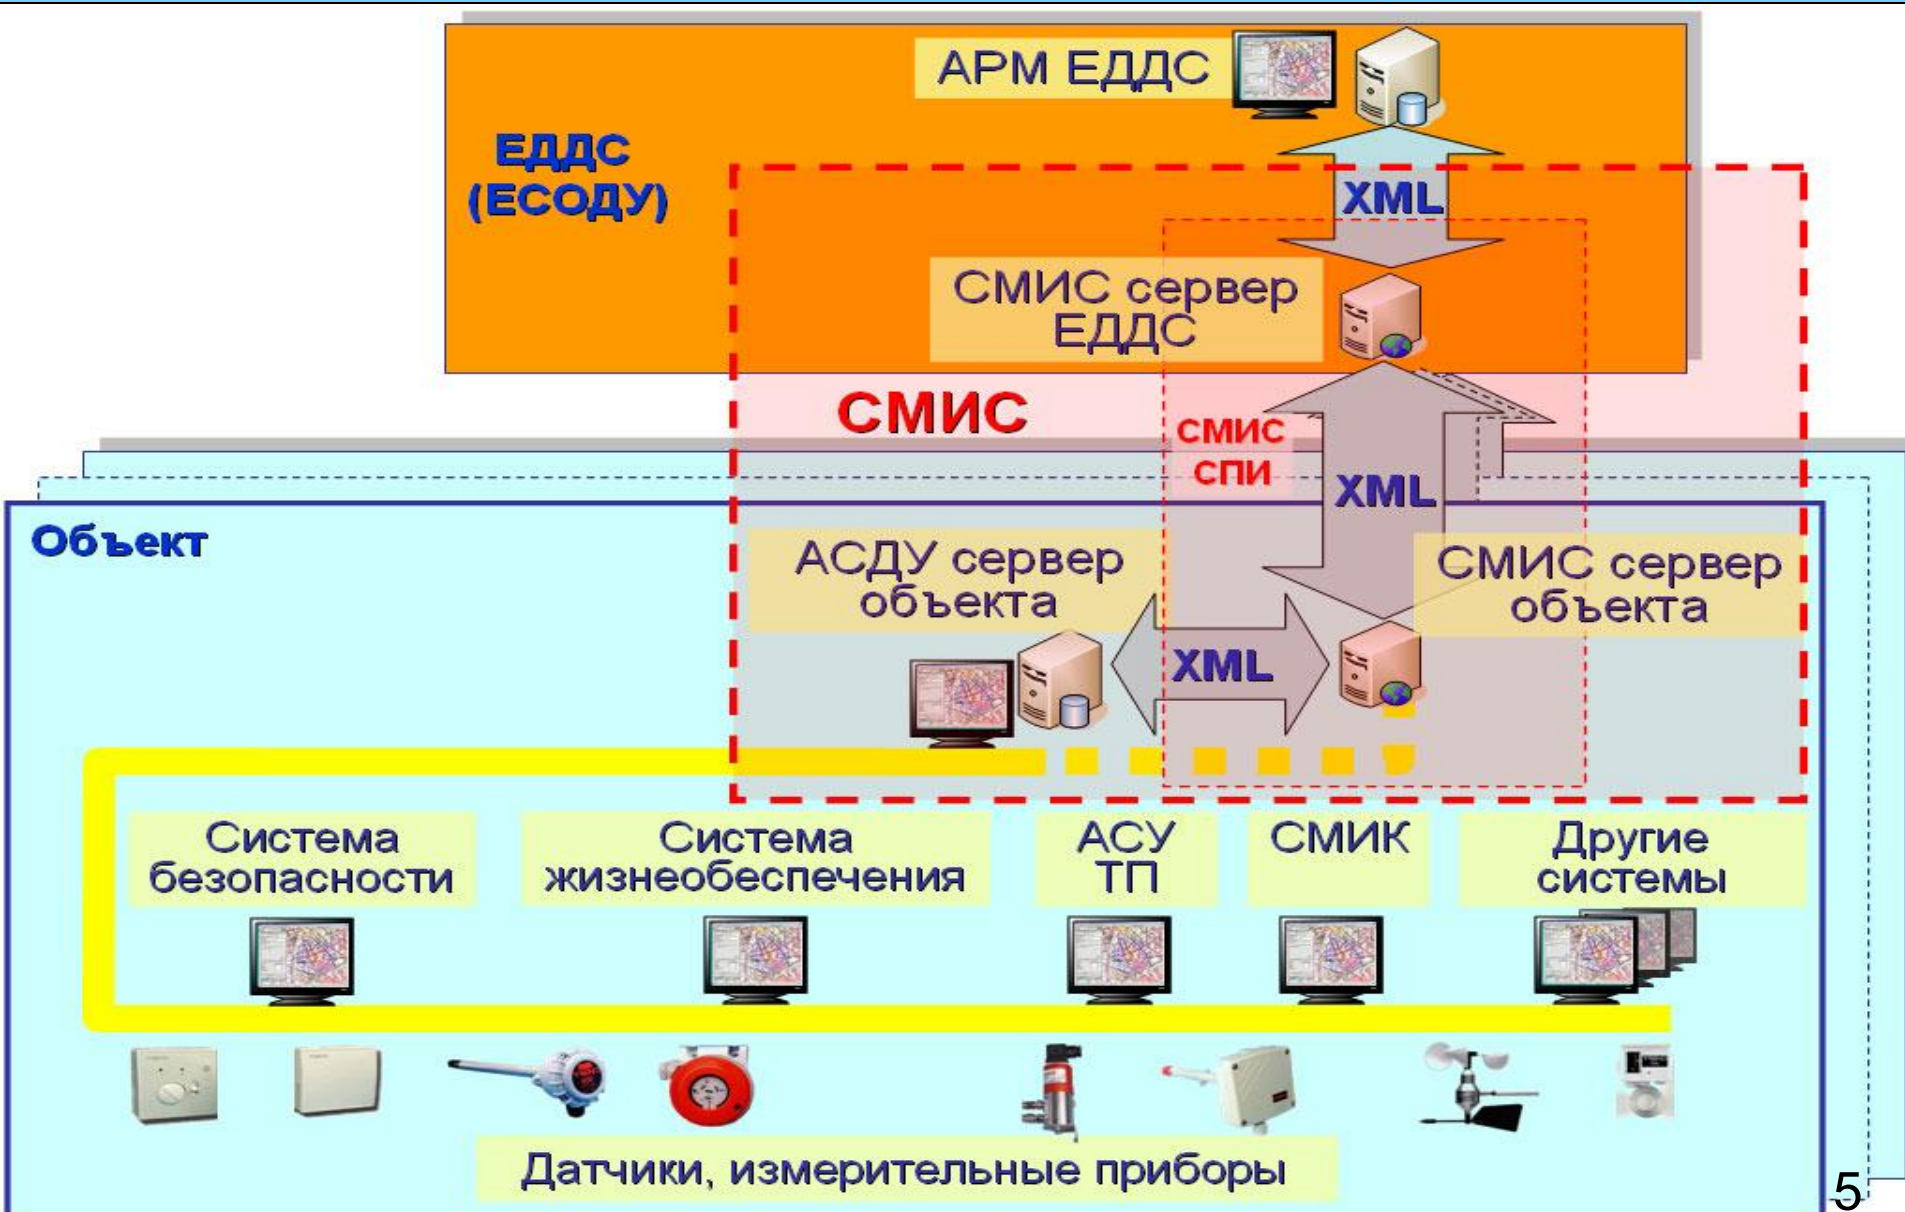 АРМ ЕДДС
ЕДДС
(ЕСОДУ)
XML
СМИС сервер
ЕДДС
СМИС
СМИС
СПИ
XML
Объект
АСДУ сервер
объекта
СМИС сервер
объекта
XML
Система
безопасности
Система
жизнеобеспечения
АСУ
ТП
СМИК
Другие
системы
Датчики, измерительные приборы
5